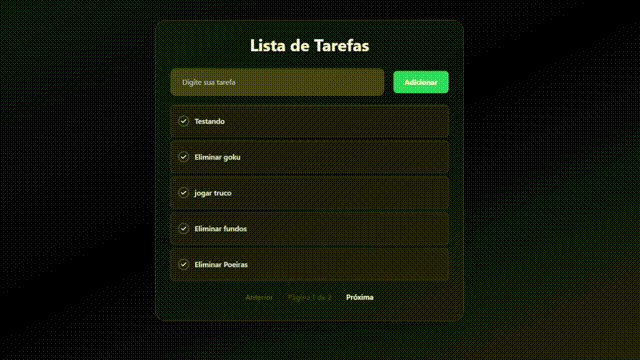 Lista de Tarefas
Digite sua tarefa Adicionar
Testando
Eliminar goku
jogar truco
Eliminar fundos
Eliminar Poeiras
Anterior Página 1 de 2 Próxima